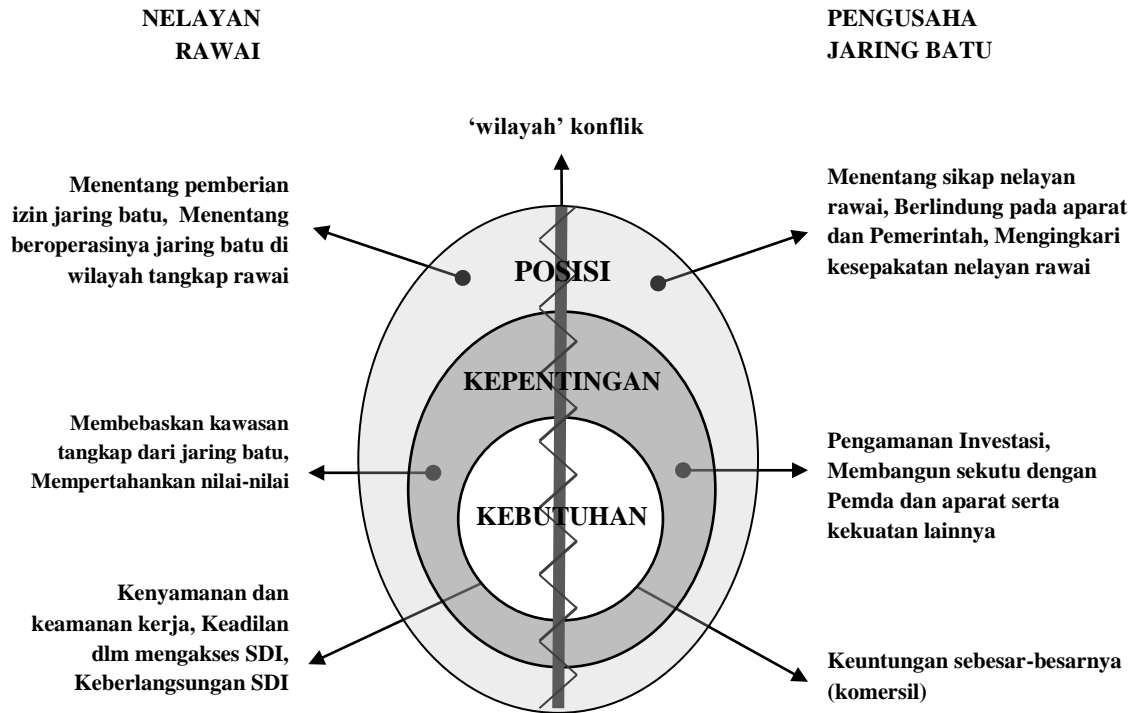 NELAYAN
RAWAI
PENGUSAHA
JARING BATU
‘wilayah’ konflik
Menentang pemberian
izin jaring batu, Menentang
beroperasinya jaring batu di
wilayah tangkap rawai
Menentang sikap nelayan
rawai, Berlindung pada aparat
dan Pemerintah, Mengingkari
kesepakatan nelayan rawai
POSISI
KEPENTINGAN
Membebaskan kawasan
tangkap dari jaring batu,
Mempertahankan nilai-nilai
Pengamanan Investasi,
Membangun sekutu dengan
Pemda dan aparat serta
kekuatan lainnya
KEBUTUHAN
Kenyamanan dan
keamanan kerja, Keadilan
dlm mengakses SDI,
Keberlangsungan SDI
Keuntungan sebesar-besarnya
(komersil)